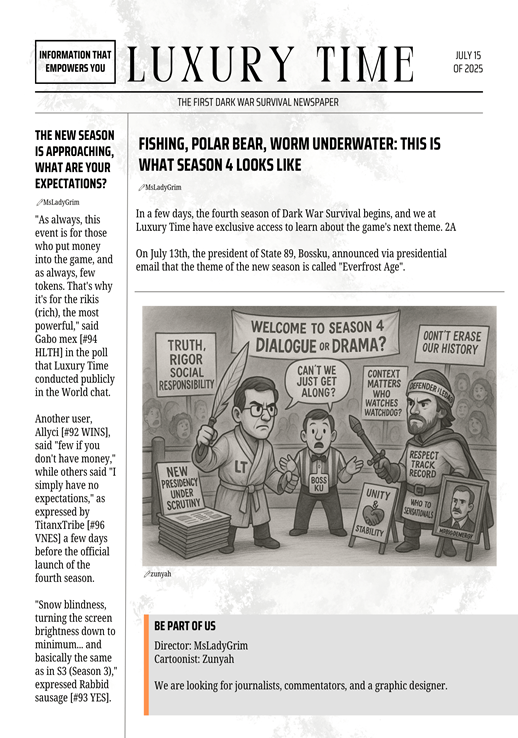 INFORMATION THAT
EMPOWERS YOU
LUXURY TIME
JULY 15
OF 2025
THE FIRST DARK WAR SURVIVAL NEWSPAPER
THE NEW SEASON
IS APPROACHING,
WHAT ARE YOUR
EXPECTATIONS?
MsLadyGrim
"As always, this
event is for those
who put money
into the game, and
as always, few
tokens. That's why
it's for the rikis
(rich), the most
powerful," said
Gabo mex [#94
HLTH] in the poll
that Luxury Time
conducted publicly
in the World chat.
Another user,
Allyci [#92 WINS],
said "few if you
don't have money,"
while others said "I
simply have no
expectations," as
expressed by
TitanxTribe [#96
VNES] a few days
before the official
launch of the
fourth season.
"Snow blindness,
turning the screen
brightness down to
minimum... and
basically the same
as in S3 (Season 3),"
expressed Rabbid
sausage [#93 YES].
FISHING, POLAR BEAR, WORM UNDERWATER: THIS IS
WHAT SEASON 4 LOOKS LIKE
MsLadyGrim
In a few days, the fourth season of Dark War Survival begins, and we at
Luxury Time have exclusive access to learn about the game's next theme. 2A
On July 13th, the president of State 89, Bossku, announced via presidential
email that the theme of the new season is called "Everfrost Age".
WELCOME TO SEASON 4
DIALOGUE OR DRAMA?
TRUTH,
RIGOR
SOCIAL
RESPONSIBILITY
CAN'T WE
JUST GET
ALONG?
CONTEXT
MATTERS
WHO
WATCHES
WATCHDOG?
DON'T ERASE
OUR HISTORY
LT
BOSS
KU
NEW
PRESIDENCY
UNDER
SCRUTINY
UNITY
&
STABILITY
RESPECT
TRACK
RECORD
WHO TO
zunyah
BE PART OF US
Director: MsLadyGrim
Cartoonist: Zunyah
We are looking for journalists, commentators, and a graphic designer.